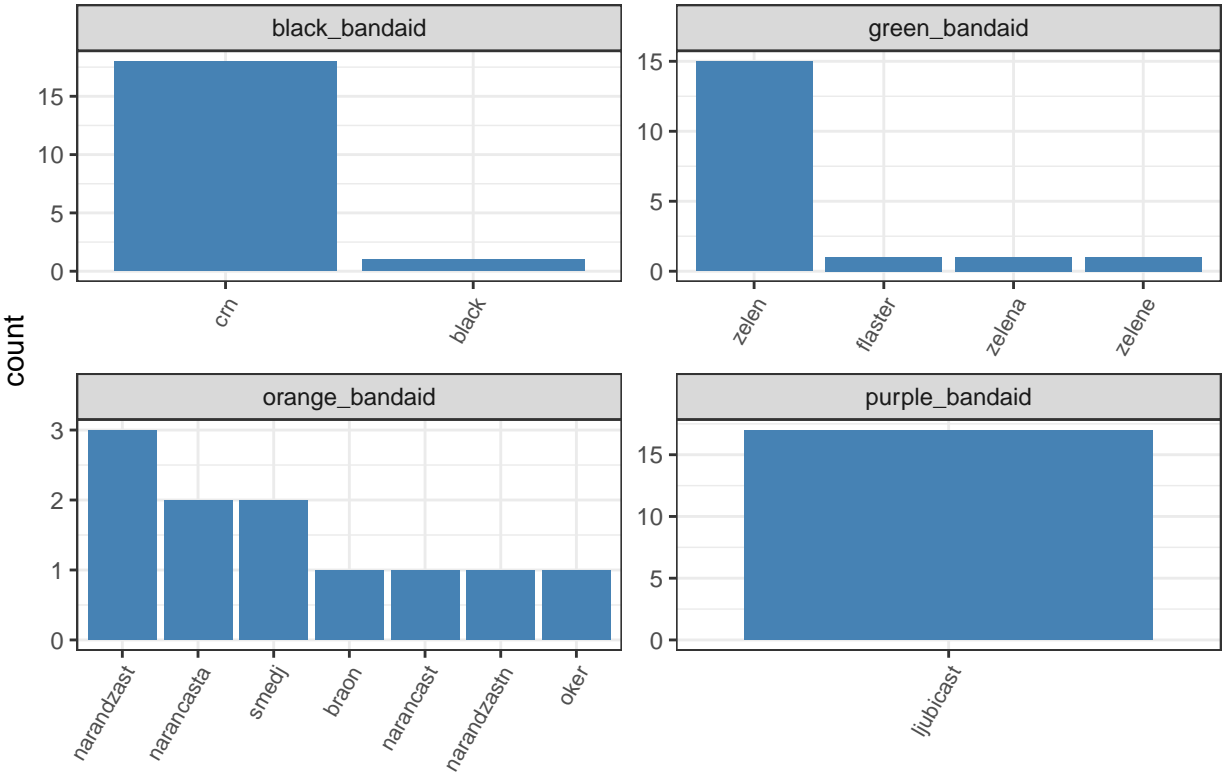 black_bandaid
green_bandaid
15
10
5
0
15
10
5
0
crn
black
zelen
flaster
zelena
zelene
count
orange_bandaid
purple_bandaid
3
2
1
0
15
10
5
0
narandzast
narancasta
smedj
braon
narancast
narandzastn
oker
ljubicast